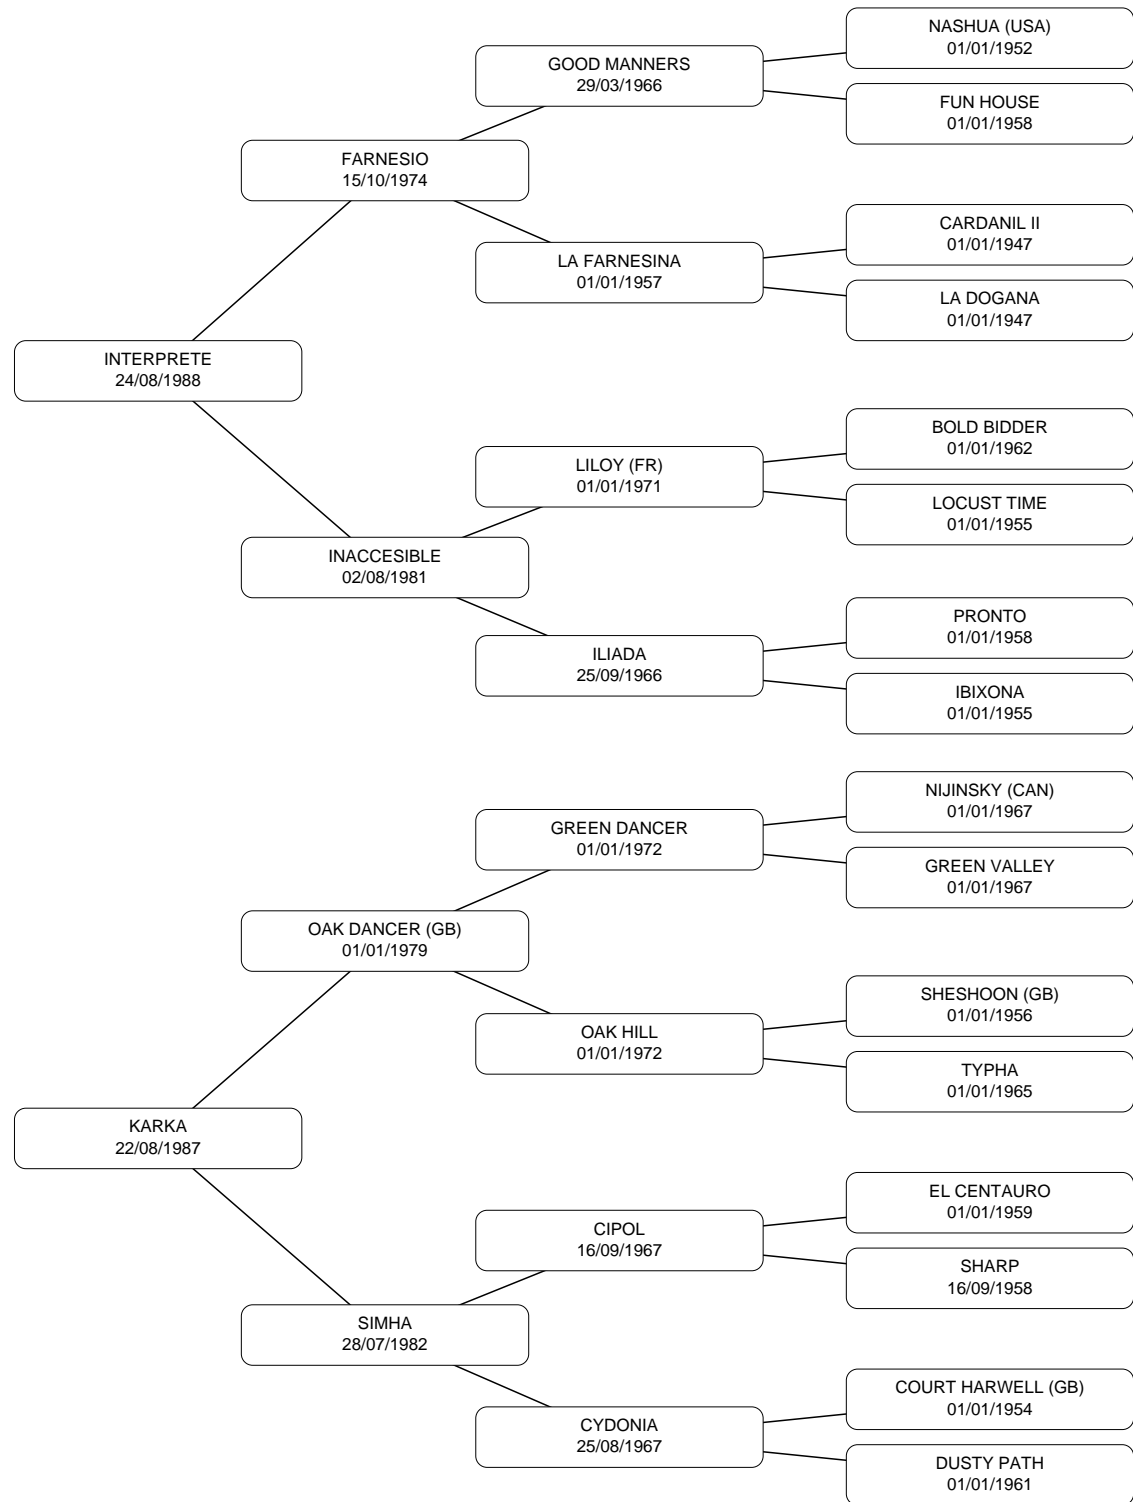 NASHUA (USA)
01/01/1952
GOOD MANNERS
29/03/1966
FUN HOUSE
01/01/1958
FARNESIO
15/10/1974
CARDANIL II
01/01/1947
LA FARNESINA
01/01/1957
LA DOGANA
01/01/1947
INTERPRETE
24/08/1988
BOLD BIDDER
01/01/1962
LILOY (FR)
01/01/1971
LOCUST TIME
01/01/1955
INACCESIBLE
02/08/1981
PRONTO
01/01/1958
ILIADA
25/09/1966
IBIXONA
01/01/1955
NIJINSKY (CAN)
01/01/1967
GREEN DANCER
01/01/1972
GREEN VALLEY
01/01/1967
OAK DANCER (GB)
01/01/1979
SHESHOON (GB)
01/01/1956
OAK HILL
01/01/1972
TYPHA
01/01/1965
KARKA
22/08/1987
EL CENTAURO
01/01/1959
CIPOL
16/09/1967
SHARP
16/09/1958
SIMHA
28/07/1982
COURT HARWELL (GB)
01/01/1954
CYDONIA
25/08/1967
DUSTY PATH
01/01/1961